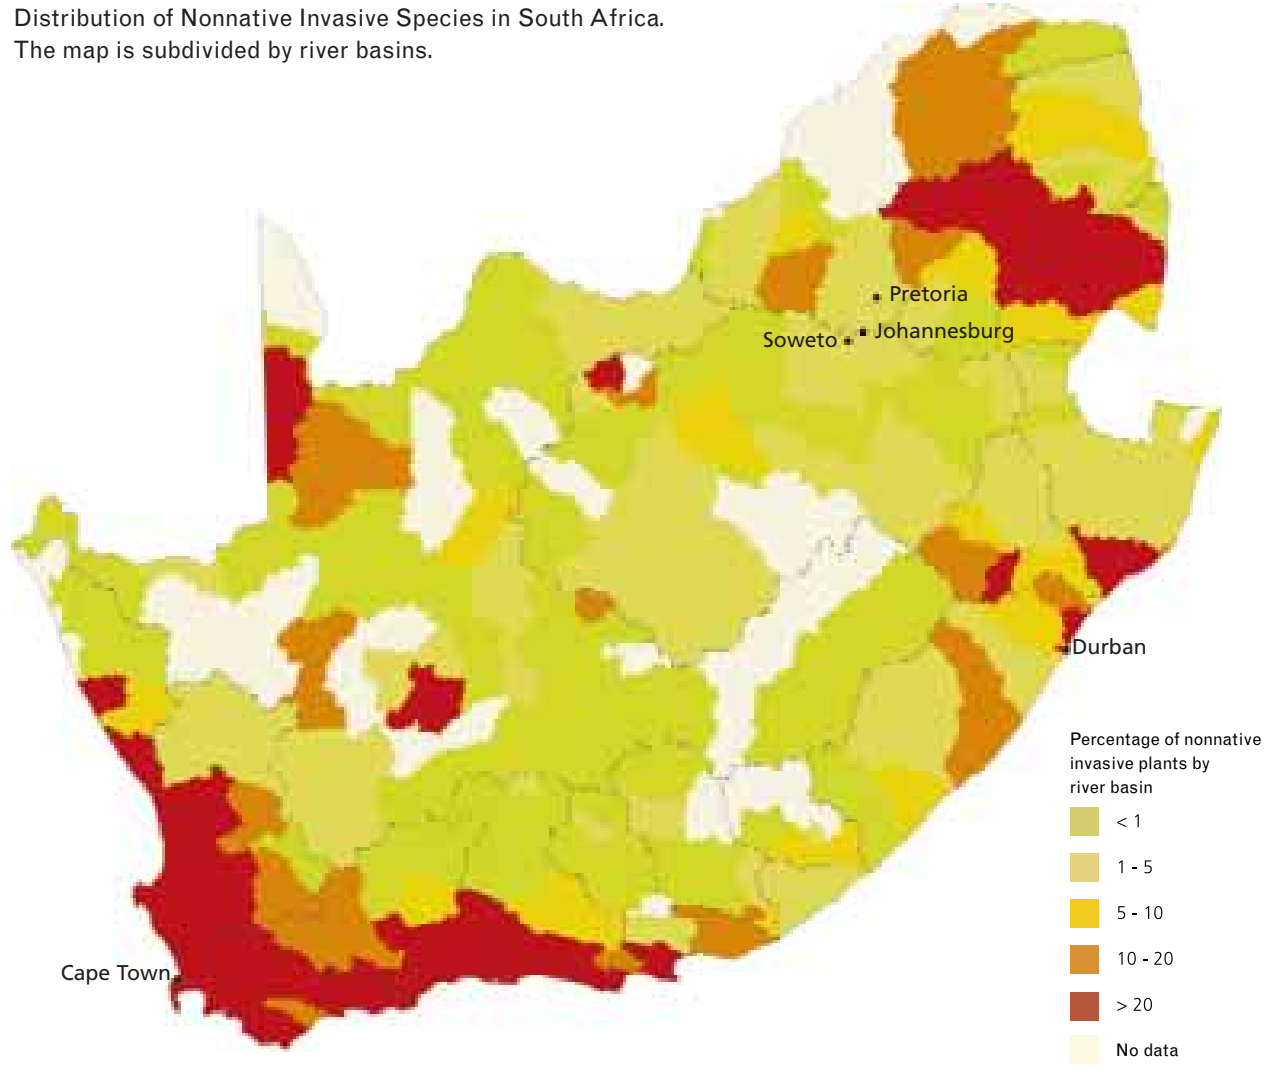 Distribution of Nonnative Invasive Species in South Africa.
The map is subdivided by river basins.
Pretoria
Johannesburg
Soweto
Durban
Cape Town
Percentage of nonnative
invasive plants by
river basin
< 1
1 - 5
5 - 10
10 - 20
> 20
No data